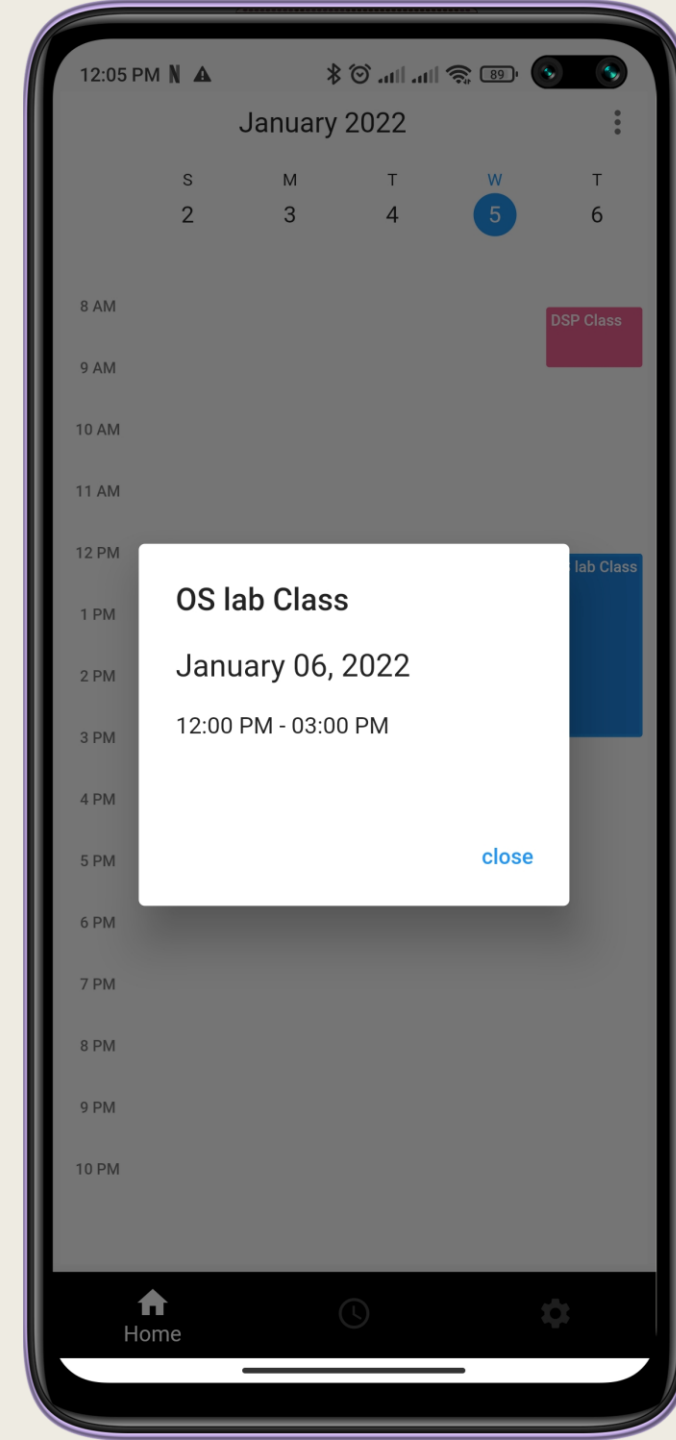 12:05 PM N 89
January 2022
S M T W T
2 3 4 5 6
8 AM
DSP Class
9 AM
10 AM
11 AM
12 PM
lab Class
OS lab Class
1 PM
January 06, 2022
2 PM
12:00 PM - 03:00 PM
3 PM
4 PM
close
5 PM
6 PM
7 PM
8 PM
9 PM
10 PM
Home